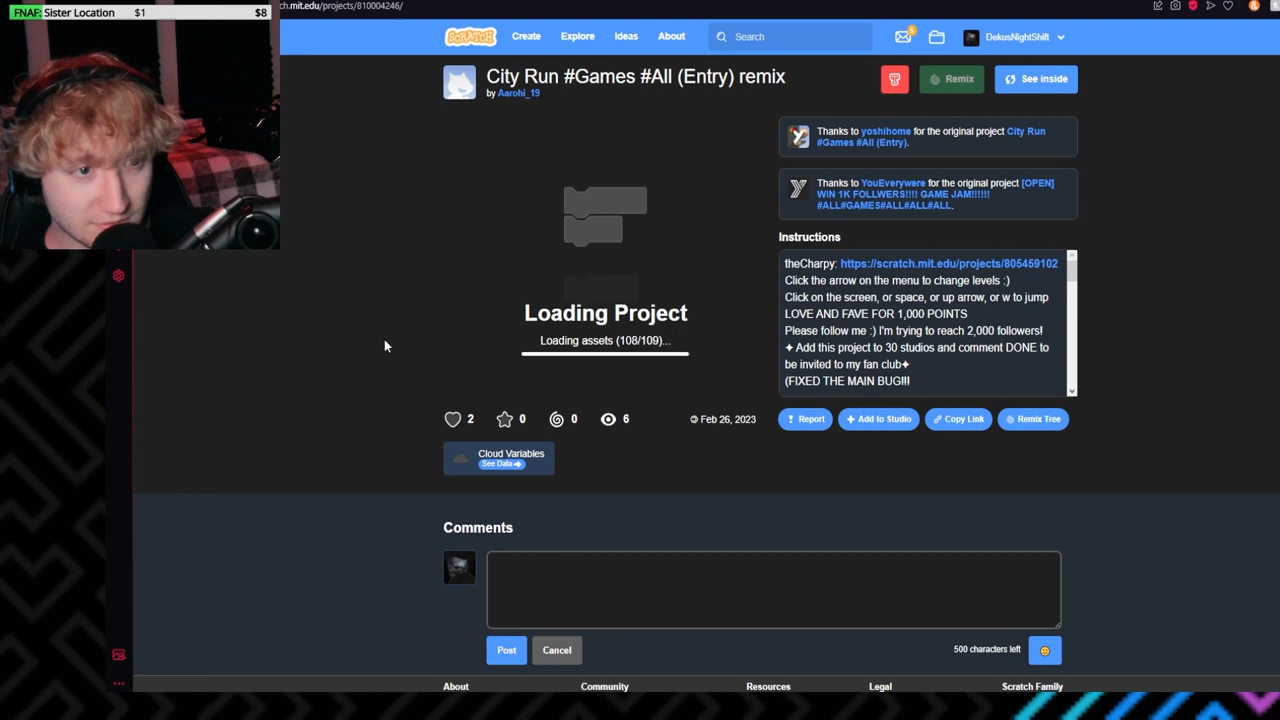 FNAF: Sister Location $1 $8
ch.mit.edu/projects/810004246/
SCRATCH Create Explore Ideas About Search 5 DekusNightShift
City Run #Games #All (Entry) remix
by Aarohi_19
Remix See inside
Thanks to yoshihome for the original project City Run
#Games #All (Entry).
Thanks to YouEverywere for the original project [OPEN]
WIN 1K FOLLWERS!!!! GAME JAM!!!!!!
#ALL#GAMES#ALL#ALL#ALL.
Loading Project
Loading assets (108/109)...
Instructions
theCharpy: https://scratch.mit.edu/projects/805459102
Click the arrow on the menu to change levels :)
Click on the screen, or space, or up arrow, or w to jump
LOVE AND FAVE FOR 1,000 POINTS
Please follow me :) I'm trying to reach 2,000 followers!
✦ Add this project to 30 studios and comment DONE to
be invited to my fan club✦
(FIXED THE MAIN BUG!!!
2 0 0 6 © Feb 26, 2023
Report Add to Studio Copy Link Remix Tree
Cloud Variables
See Data
Comments
Post Cancel 500 characters left
About Community Resources Legal Scratch Family